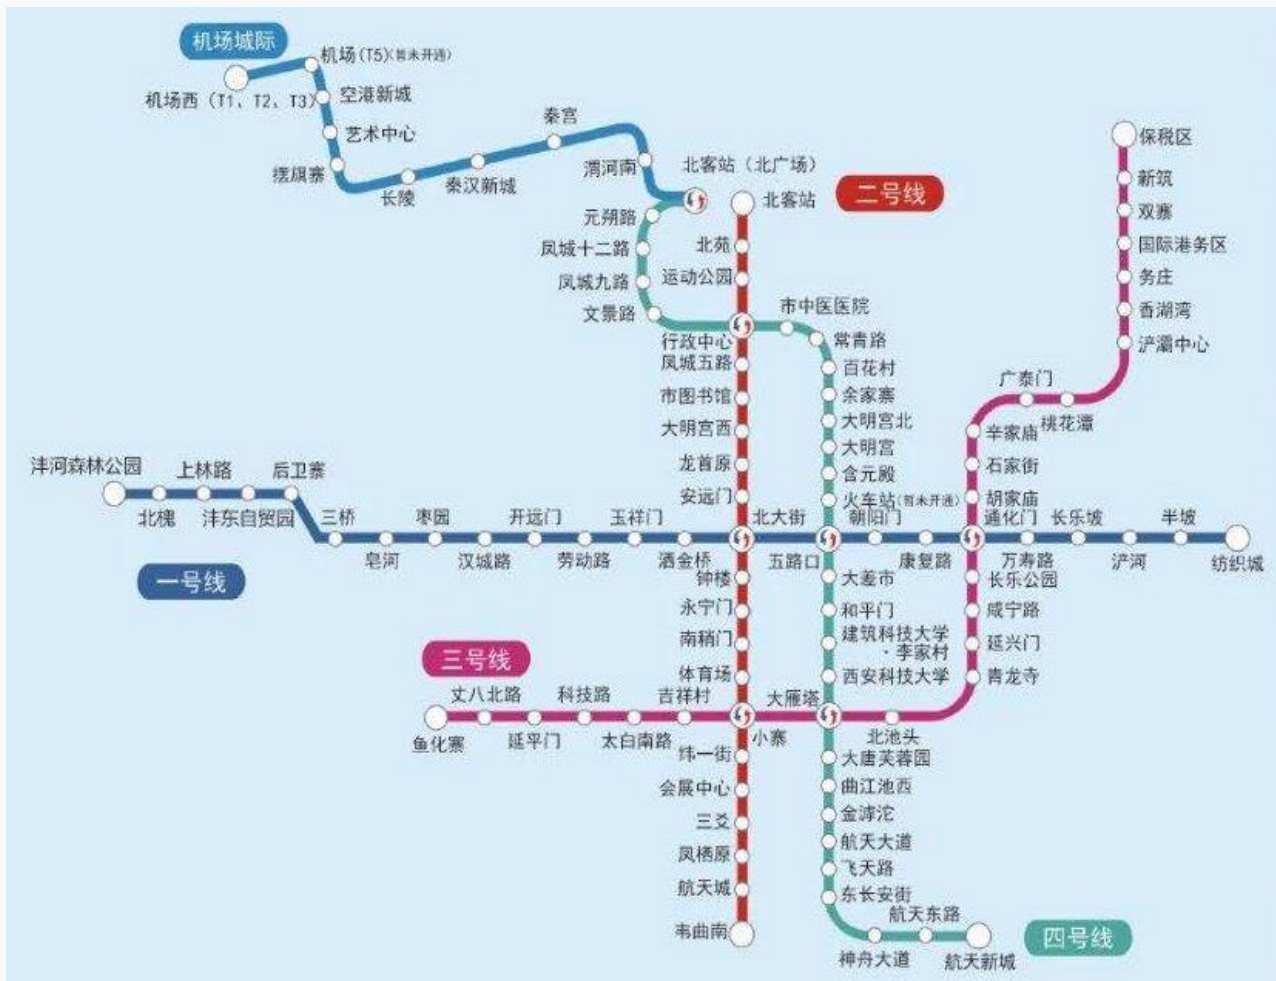 机场城际
机场(T5)(暂未开通)
机场西（T1、T2、T3）
空港新城
艺术中心
摆旗寨
长陵
秦汉新城
秦宫
渭河南
北客站（北广场）
北客站
二号线
元朔路
凤城十二路
凤城九路
文景路
北苑
运动公园
行政中心
凤城五路
市图书馆
大明宫西
龙首原
安远门
市中医医院
常青路
百花村
余家寨
大明宫北
大明宫
含元殿
火车站(暂未开通)
保税区
新筑
双寨
国际港务区
务庄
香湖湾
浐灞中心
广泰门
桃花潭
辛家庙
石家街
胡家庙
沣河森林公园
上林路
后卫寨
北槐
沣东自贸园
三桥
枣园
开远门
玉祥门
北大街
朝阳门
通化门
长乐坡
半坡
皂河
汉城路
劳动路
洒金桥
五路口
康复路
万寿路
浐河
纺织城
一号线
钟楼
永宁门
南稍门
体育场
大差市
和平门
建筑科技大学
·李家村
西安科技大学
长乐公园
咸宁路
延兴门
青龙寺
三号线
丈八北路
科技路
吉祥村
大雁塔
鱼化寨
延平门
太白南路
小寨
北池头
纬一街
会展中心
三爻
凤栖原
航天城
韦曲南
大唐芙蓉园
曲江池西
金滹沱
航天大道
飞天路
东长安街
航天东路
神舟大道
航天新城
四号线